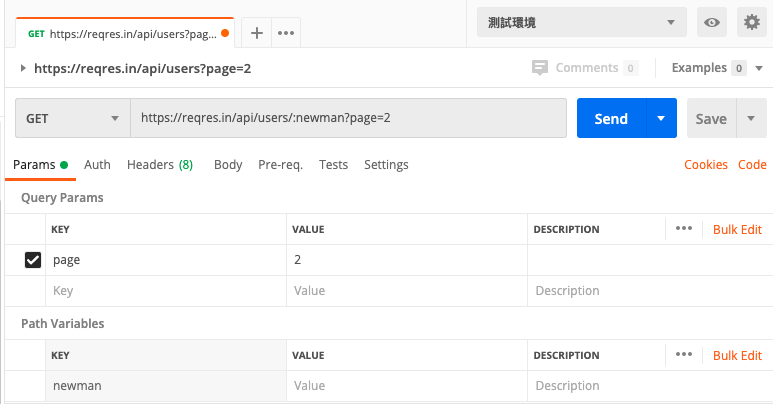 GET https://reqres.in/api/users?pag...
測試環境
https://reqres.in/api/users?page=2
Comments 0
Examples 0
GET
https://reqres.in/api/users/:newman?page=2
Send
Save
Params Auth Headers (8) Body Pre-req. Tests Settings Cookies Code
Query Params
KEY VALUE DESCRIPTION Bulk Edit
page 2
Key Value Description
Path Variables
KEY VALUE DESCRIPTION Bulk Edit
newman Value Description